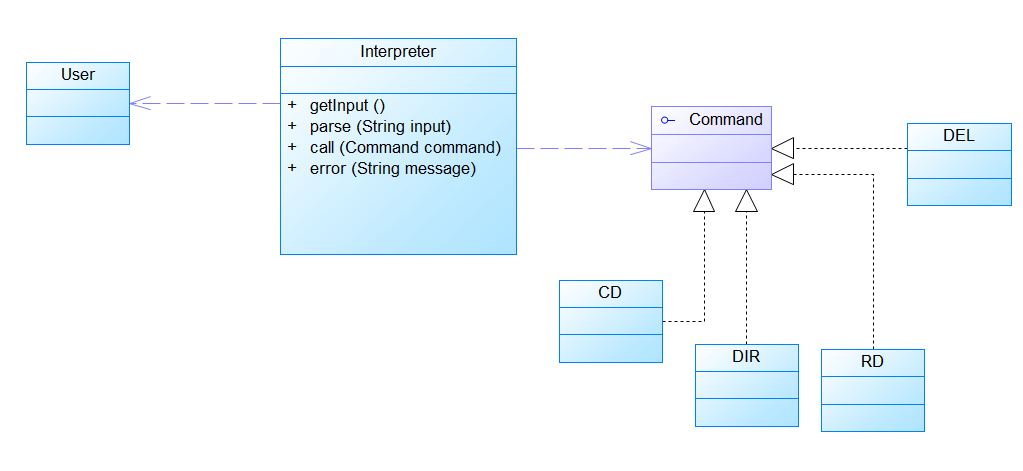 User
Interpreter
+ getInput ()
+ parse (String input)
+ call (Command command)
+ error (String message)
Command
DEL
CD
DIR
RD